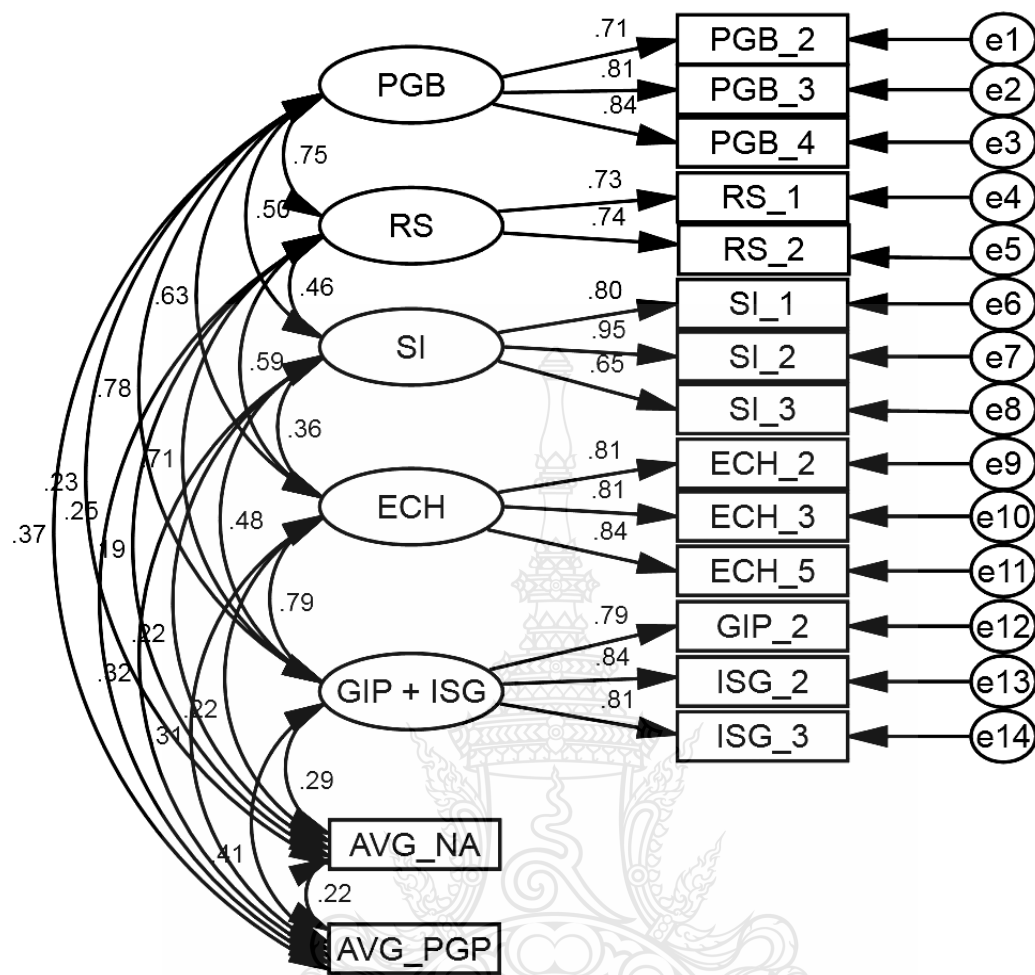 PGB
RS
SI
ECH
GIP + ISG
AVG_NA
AVG_PGP
PGB_2
PGB_3
PGB_4
RS_1
RS_2
SI_1
SI_2
SI_3
ECH_2
ECH_3
ECH_5
GIP_2
ISG_2
ISG_3
e1
e2
e3
e4
e5
e6
e7
e8
e9
e10
e11
e12
e13
e14
.71
.81
.84
.73
.74
.80
.95
.65
.81
.81
.84
.79
.84
.81
.75
.50
.46
.63
.59
.36
.78
.71
.48
.79
.23
.25
.19
.22
.22
.29
.37
.32
.31
.41
.22